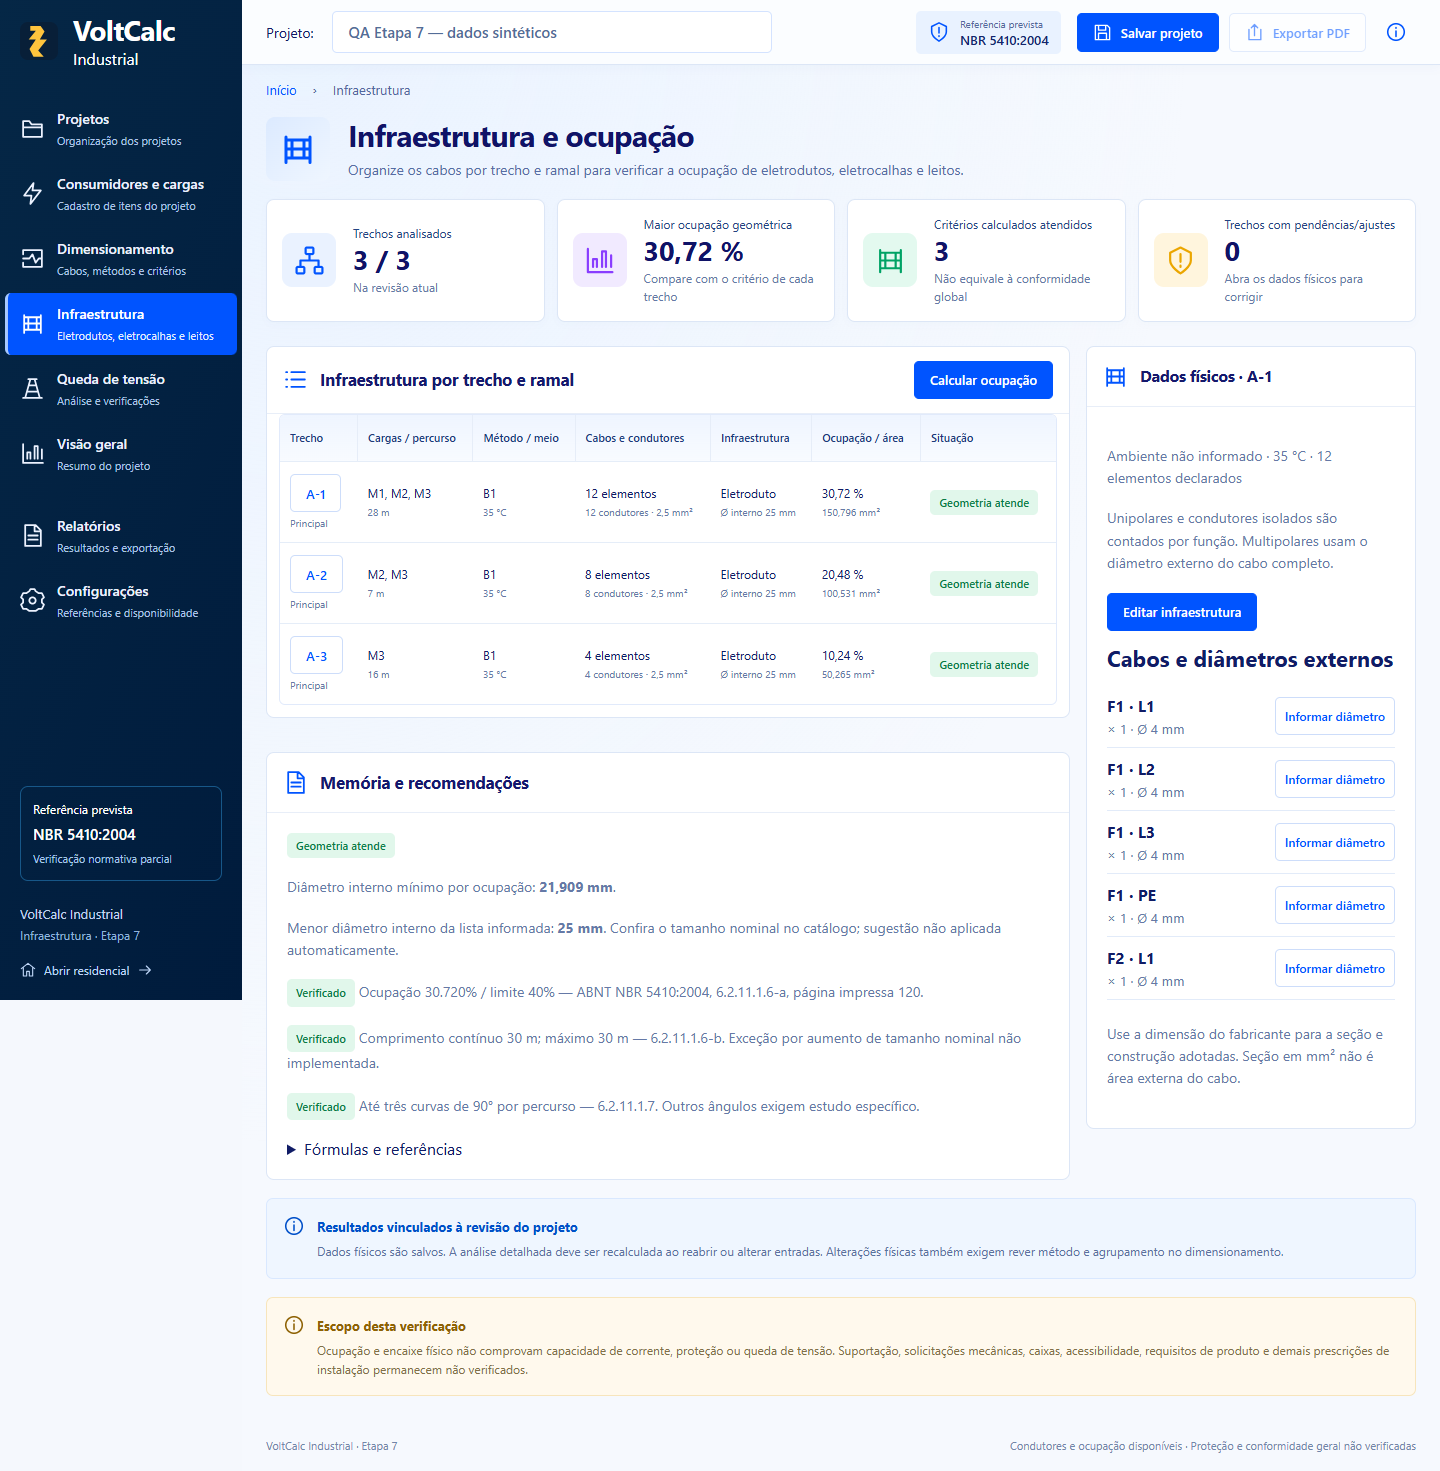 VoltCalc
Industrial
Projetos
Organização dos projetos
Consumidores e cargas
Cadastro de itens do projeto
Dimensionamento
Cabos, métodos e critérios
Infraestrutura
Eletrodutos, eletrocalhas e leitos
Queda de tensão
Análise e verificações
Visão geral
Resumo do projeto
Relatórios
Resultados e exportação
Configurações
Referências e disponibilidade
Referência prevista
NBR 5410:2004
Verificação normativa parcial
VoltCalc Industrial
Infraestrutura · Etapa 7
Abrir residencial →
Projeto: QA Etapa 7 — dados sintéticos
Referência prevista
NBR 5410:2004
Salvar projeto
Exportar PDF
Início › Infraestrutura
Infraestrutura e ocupação
Organize os cabos por trecho e ramal para verificar a ocupação de eletrodutos, eletrocalhas e leitos.
Trechos analisados
3 / 3
Na revisão atual
Maior ocupação geométrica
30,72 %
Compare com o critério de cada
trecho
Critérios calculados atendidos
3
Não equivale à conformidade
global
Trechos com pendências/ajustes
0
Abra os dados físicos para
corrigir
Infraestrutura por trecho e ramal
Calcular ocupação
Trecho Cargas / percurso Método / meio Cabos e condutores Infraestrutura Ocupação / área Situação
A-1 M1, M2, M3 B1 12 elementos Eletroduto 30,72 % Geometria atende
Principal 28 m 35 °C 12 condutores · 2,5 mm² Ø interno 25 mm 150,796 mm²
A-2 M2, M3 B1 8 elementos Eletroduto 20,48 % Geometria atende
Principal 7 m 35 °C 8 condutores · 2,5 mm² Ø interno 25 mm 100,531 mm²
A-3 M3 B1 4 elementos Eletroduto 10,24 % Geometria atende
Principal 16 m 35 °C 4 condutores · 2,5 mm² Ø interno 25 mm 50,265 mm²
Memória e recomendações
Geometria atende
Diâmetro interno mínimo por ocupação: 21,909 mm.
Menor diâmetro interno da lista informada: 25 mm. Confira o tamanho nominal no catálogo; sugestão não aplicada
automaticamente.
Verificado Ocupação 30.720% / limite 40% — ABNT NBR 5410:2004, 6.2.11.1.6-a, página impressa 120.
Verificado Comprimento contínuo 30 m; máximo 30 m — 6.2.11.1.6-b. Exceção por aumento de tamanho nominal não
implementada.
Verificado Até três curvas de 90° por percurso — 6.2.11.1.7. Outros ângulos exigem estudo específico.
▶ Fórmulas e referências
Dados físicos · A-1
Ambiente não informado · 35 °C · 12
elementos declarados
Unipolares e condutores isolados são
contados por função. Multipolares usam o
diâmetro externo do cabo completo.
Editar infraestrutura
Cabos e diâmetros externos
F1 · L1
× 1 · Ø 4 mm
Informar diâmetro
F1 · L2
× 1 · Ø 4 mm
Informar diâmetro
F1 · L3
× 1 · Ø 4 mm
Informar diâmetro
F1 · PE
× 1 · Ø 4 mm
Informar diâmetro
F2 · L1
× 1 · Ø 4 mm
Informar diâmetro
Use a dimensão do fabricante para a seção e
construção adotadas. Seção em mm² não é
área externa do cabo.
Resultados vinculados à revisão do projeto
Dados físicos são salvos. A análise detalhada deve ser recalculada ao reabrir ou alterar entradas. Alterações físicas também exigem rever método e agrupamento no dimensionamento.
Escopo desta verificação
Ocupação e encaixe físico não comprovam capacidade de corrente, proteção ou queda de tensão. Suportação, solicitações mecânicas, caixas, acessibilidade, requisitos de produto e demais prescrições de
instalação permanecem não verificados.
VoltCalc Industrial · Etapa 7
Condutores e ocupação disponíveis · Proteção e conformidade geral não verificadas